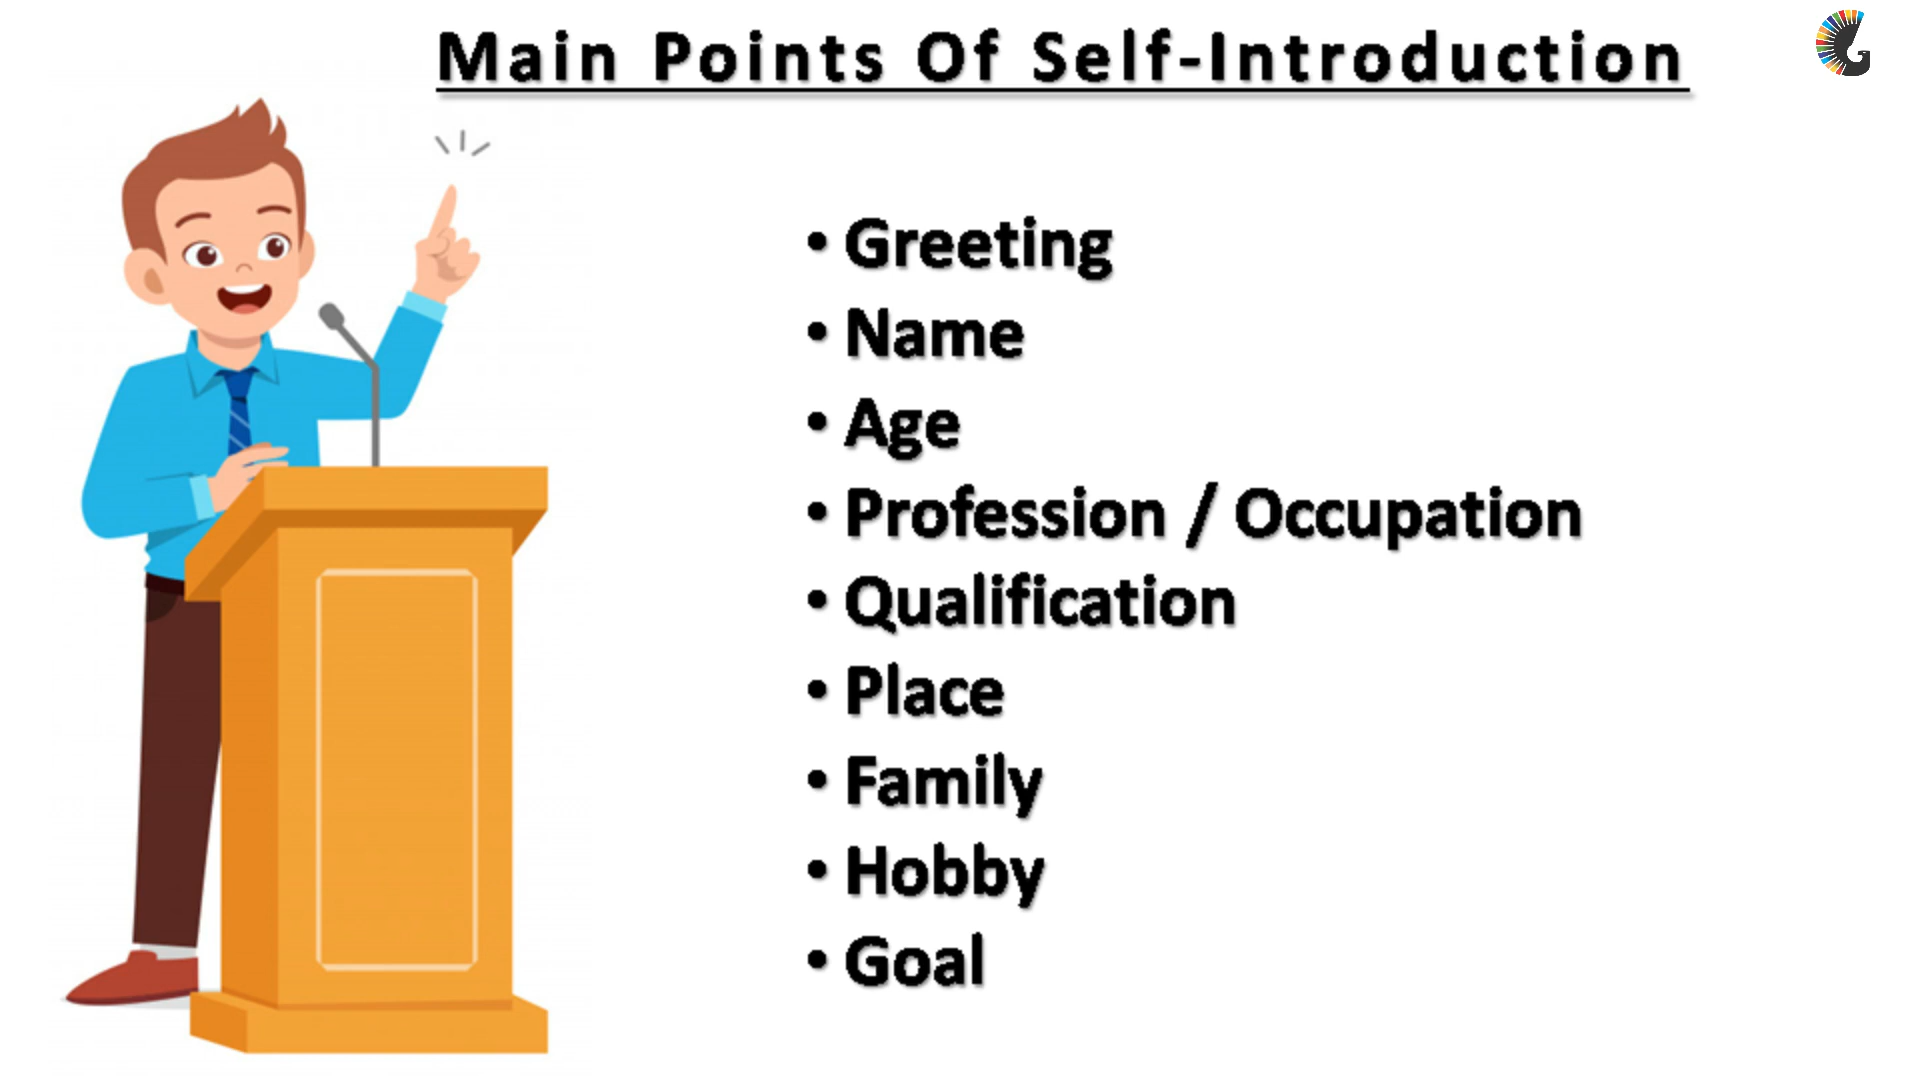 Main Points Of Self-Introduction
• Greeting
• Name
• Age
• Profession / Occupation
• Qualification
• Place
• Family
• Hobby
• Goal